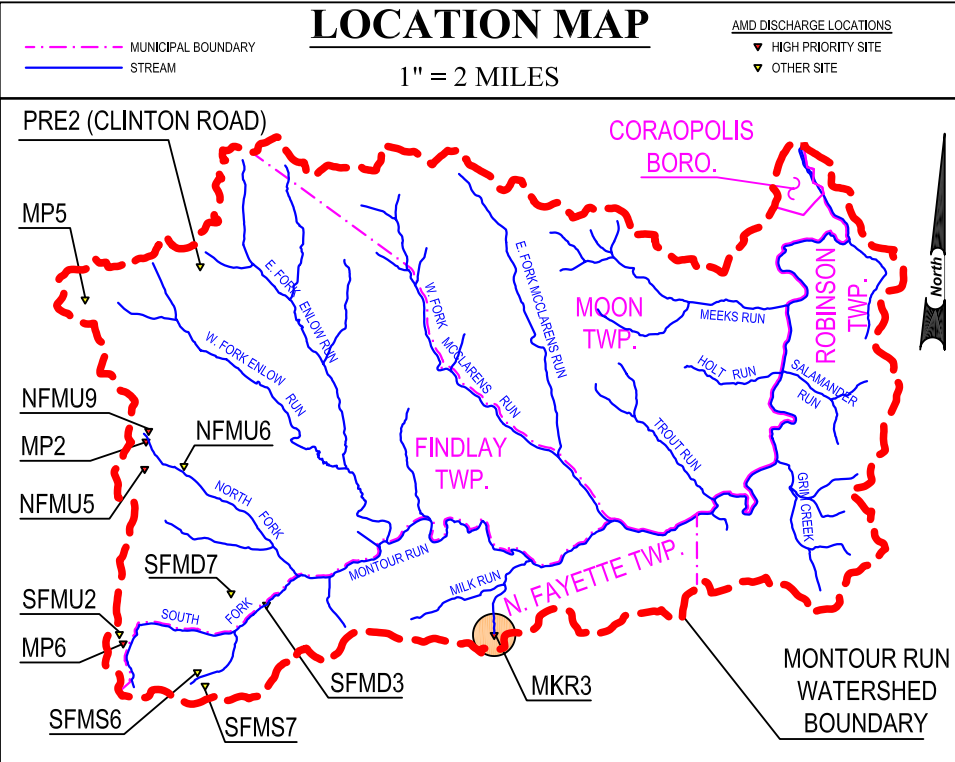 LOCATION MAP
1" = 2 MILES
MUNICIPAL BOUNDARY
STREAM
AMD DISCHARGE LOCATIONS
HIGH PRIORITY SITE
OTHER SITE
PRE2 (CLINTON ROAD)
CORAOPOLIS
BORO.
MP5
North
E. FORK ENLOW RUN
W. FORK ENLOW
RUN
W. FORK
MCCLARENS
RUN
E. FORK MCCLARENS RUN
MOON
TWP.
MEEKS RUN
ROBINSON
TWP.
HOLT RUN
SALAMANDER
RUN
TROUT RUN
GRIM CREEK
NFMU9
MP2
NFMU6
NFMU5
FINDLAY
TWP.
NORTH
FORK
MONTOUR RUN
MILK RUN
N. FAYETTE TWP.
SFMD7
SFMU2
SOUTH
FORK
MP6
SFMD3
MKR3
SFMS6
SFMS7
MONTOUR RUN
WATERSHED
BOUNDARY